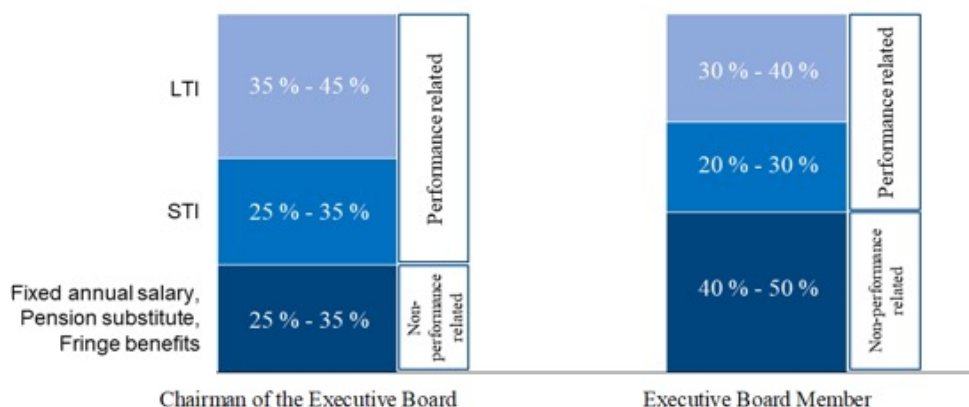 LTI
35 % - 45 %
Performance related
30 % - 40 %
Performance related
STI
25 % - 35 %
20 % - 30 %
Fixed annual salary,
Pension substitute,
Fringe benefits
25 % - 35 %
Non-
performance
related
40 % - 50 %
Non-performance
related
Chairman of the Executive Board
Executive Board Member